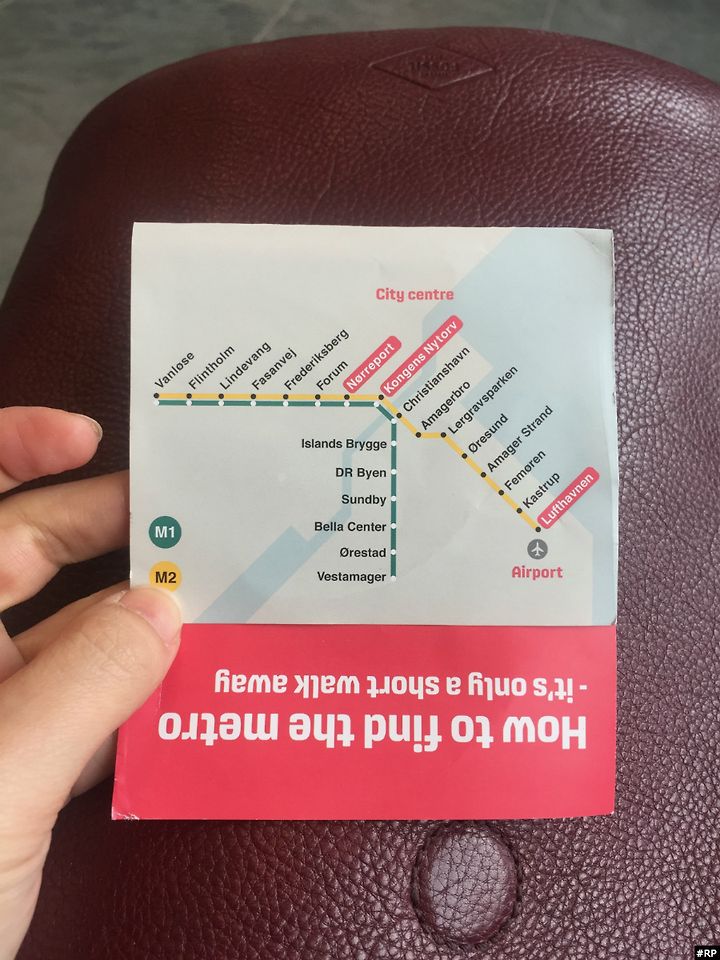 FOSSIL
City centre
Vanløse
Flintholm
Lindevang
Fasanvej
Frederiksberg
Forum
Nørreport
Kongens Nytorv
Christianshavn
Amagerbro
Lergravsparken
Øresund
Amager Strand
Femøren
Kastrup
Lufthavnen
Airport
Islands Brygge
DR Byen
Sundby
Bella Center
Ørestad
Vestamager
M1
M2
How to find the metro
- it's only a short walk away
#RP